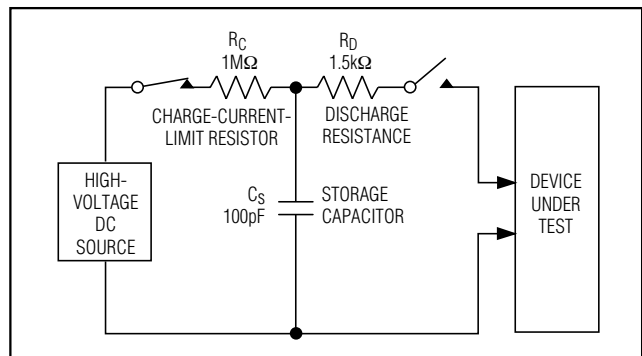 R_C
1MΩ
CHARGE-CURRENT-
LIMIT RESISTOR
R_D
1.5kΩ
DISCHARGE
RESISTANCE
HIGH-
VOLTAGE
DC
SOURCE
C_S
100pF
STORAGE
CAPACITOR
DEVICE
UNDER
TEST